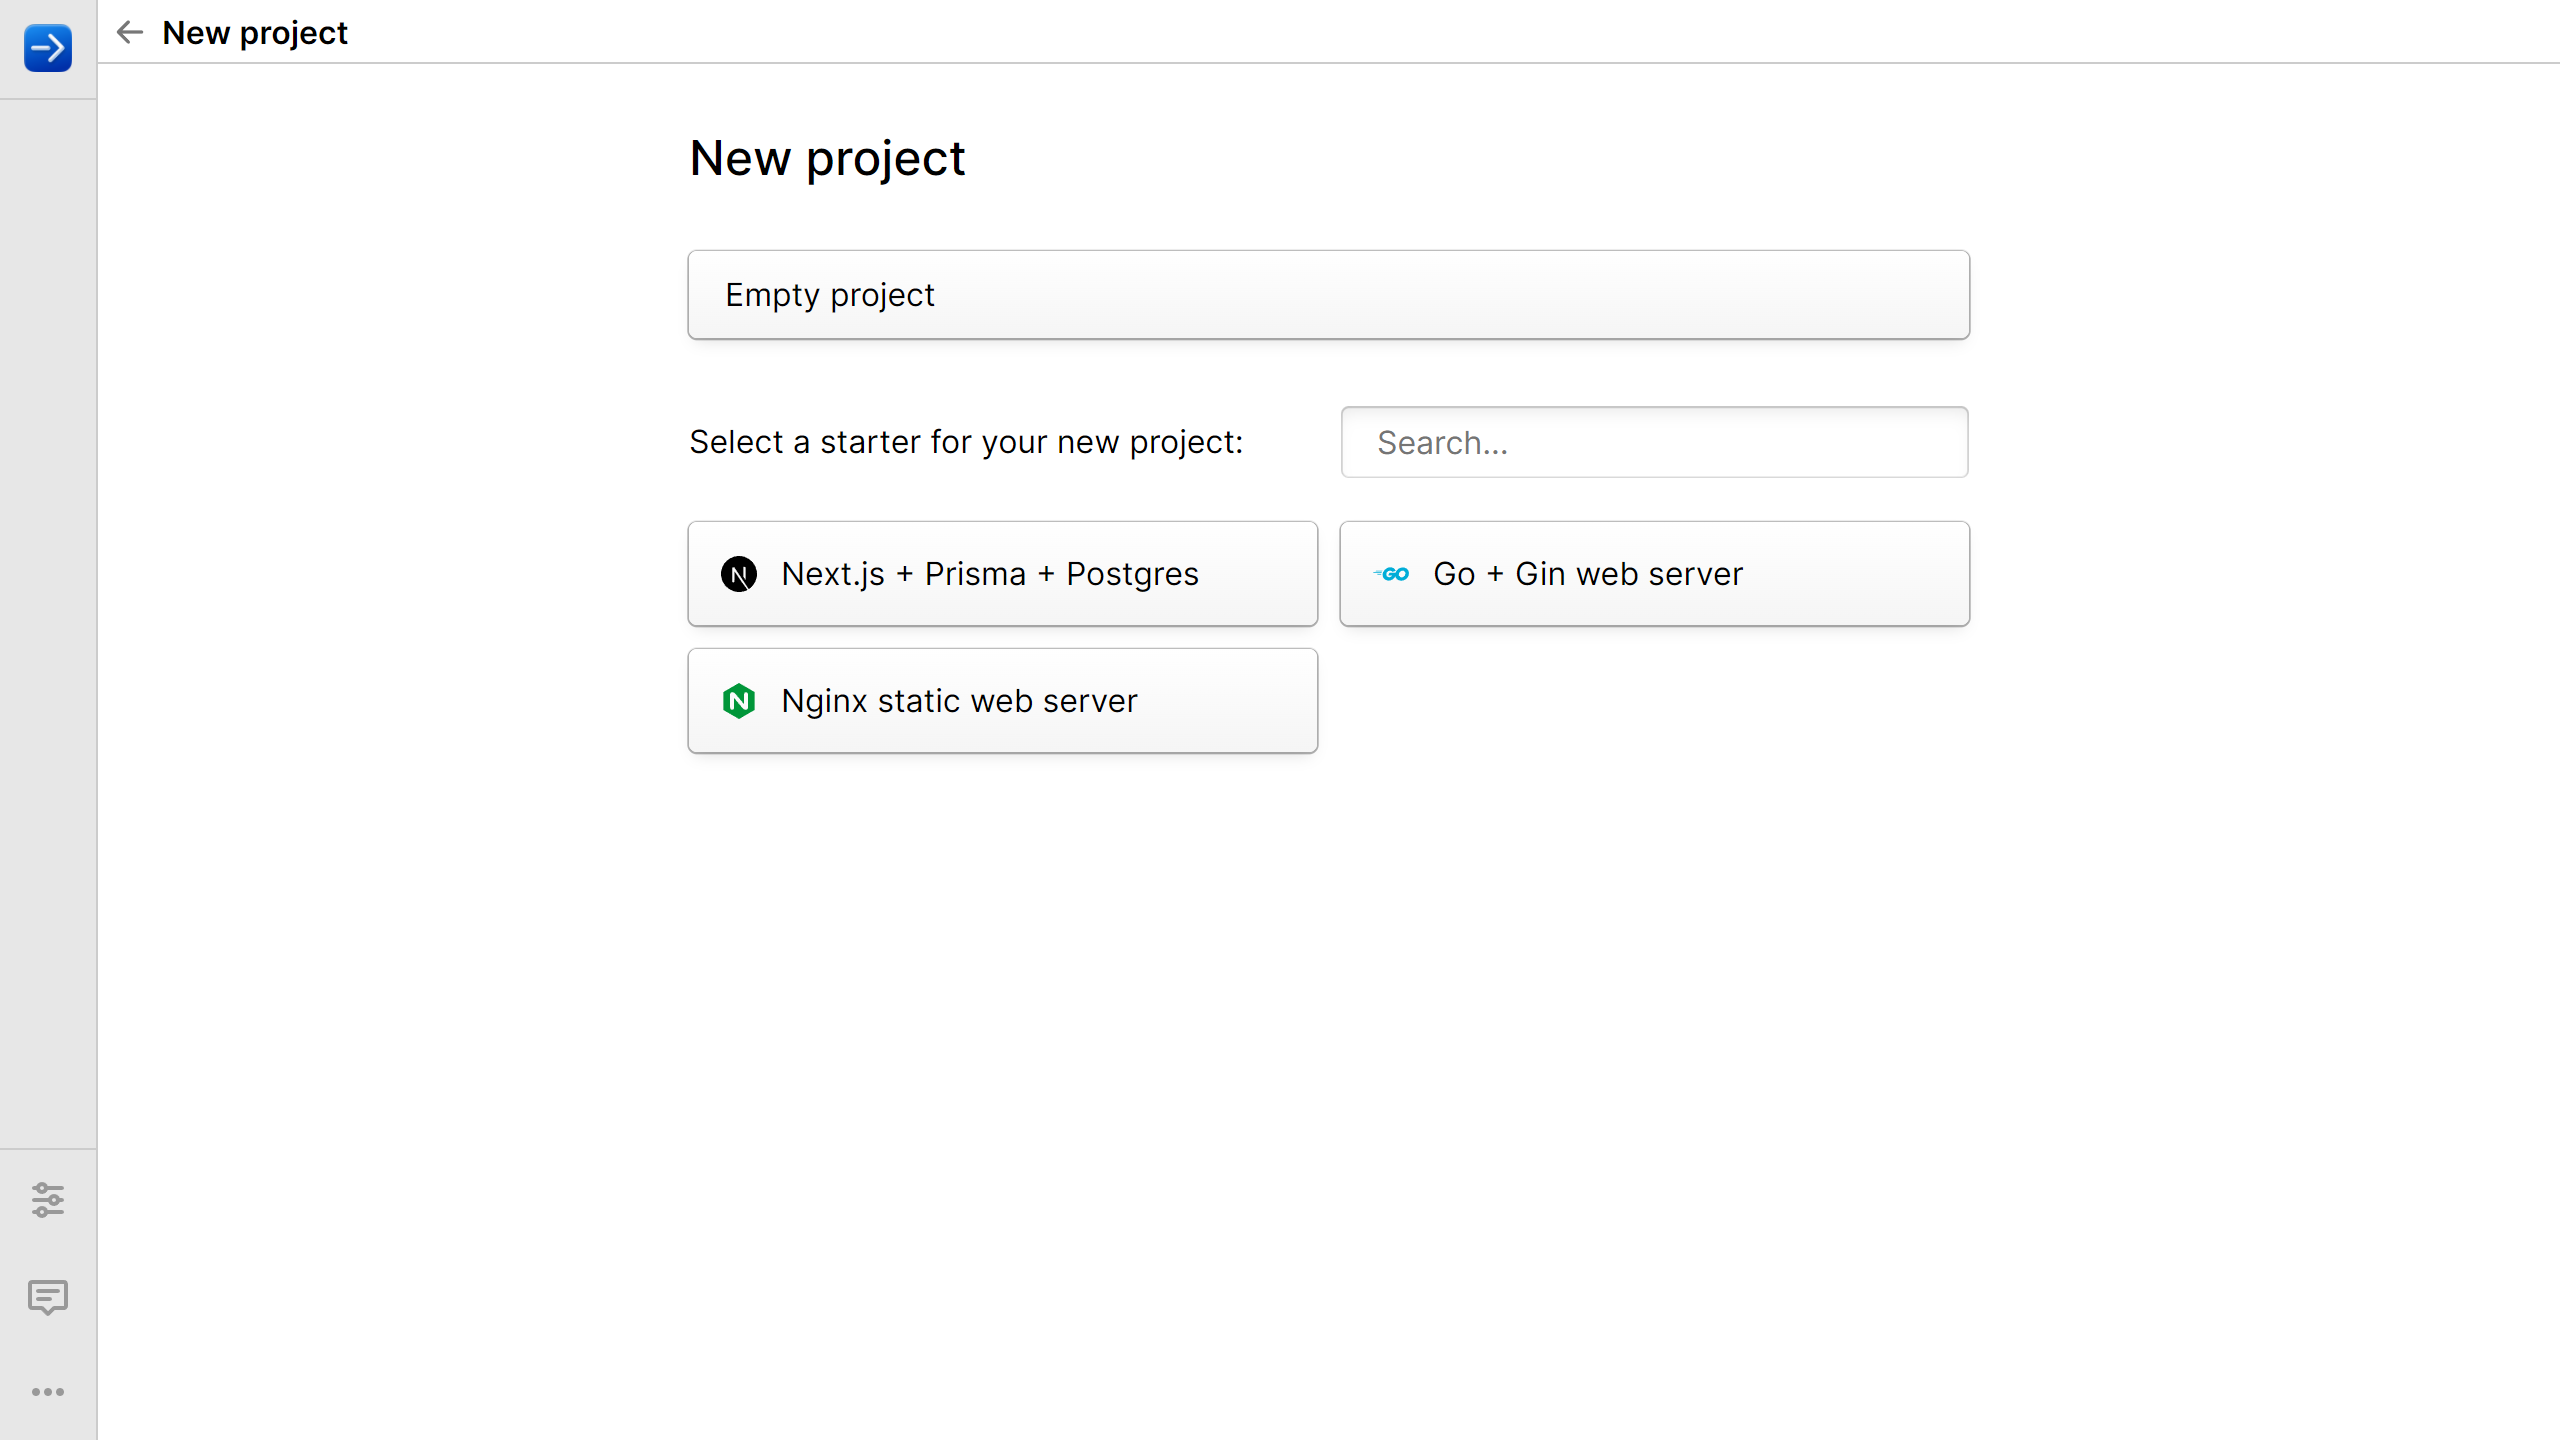 New project
New project
Empty project
Select a starter for your new project:
Search...
Next.js + Prisma + Postgres
GO Go + Gin web server
Nginx static web server